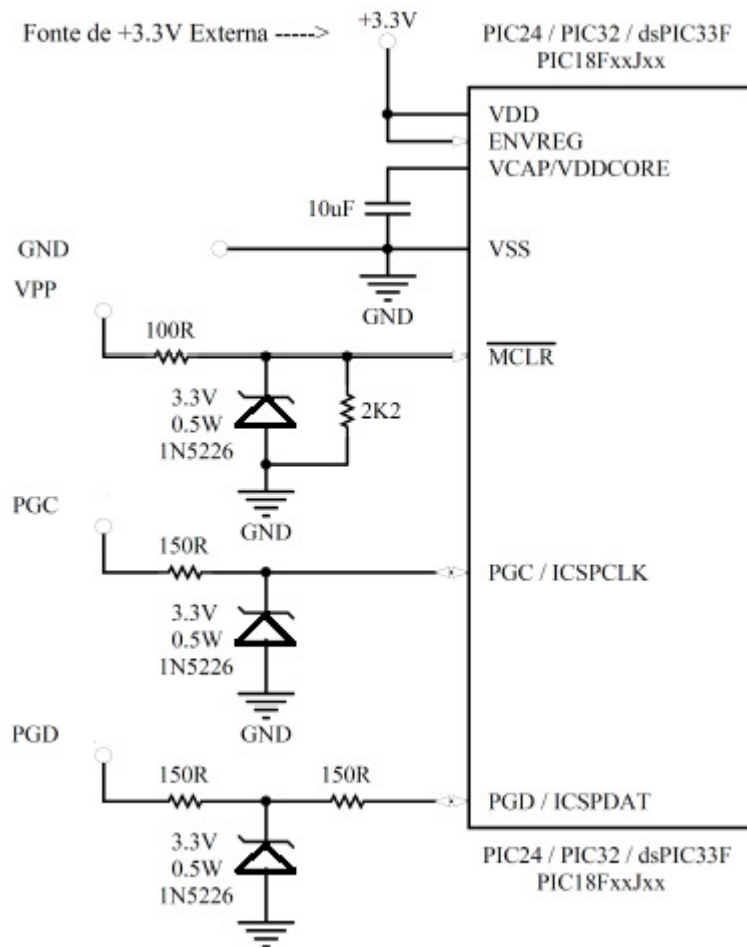 Fonte de +3.3V Externa ----->
+3.3V
PIC24 / PIC32 / dsPIC33F
PIC18FxxJxx
VDD
ENVREG
VCAP/VDDCORE
10uF
GND
VSS
GND
VPP
100R
MCLR
3.3V
0.5W
1N5226
2K2
GND
PGC
150R
PGC / ICSPCLK
3.3V
0.5W
1N5226
GND
PGD
150R
150R
PGD / ICSPDAT
3.3V
0.5W
1N5226
PIC24 / PIC32 / dsPIC33F
PIC18FxxJxx